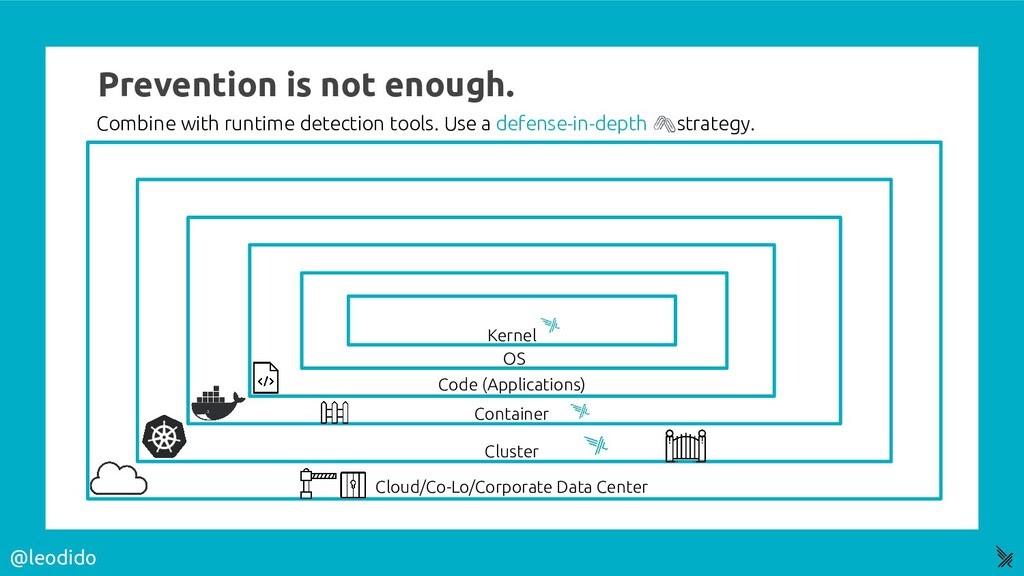 Prevention is not enough.
Combine with runtime detection tools. Use a defense-in-depth strategy.
Kernel
OS
</>
Code (Applications)
Container
Cluster
Cloud/Co-Lo/Corporate Data Center
@leodido